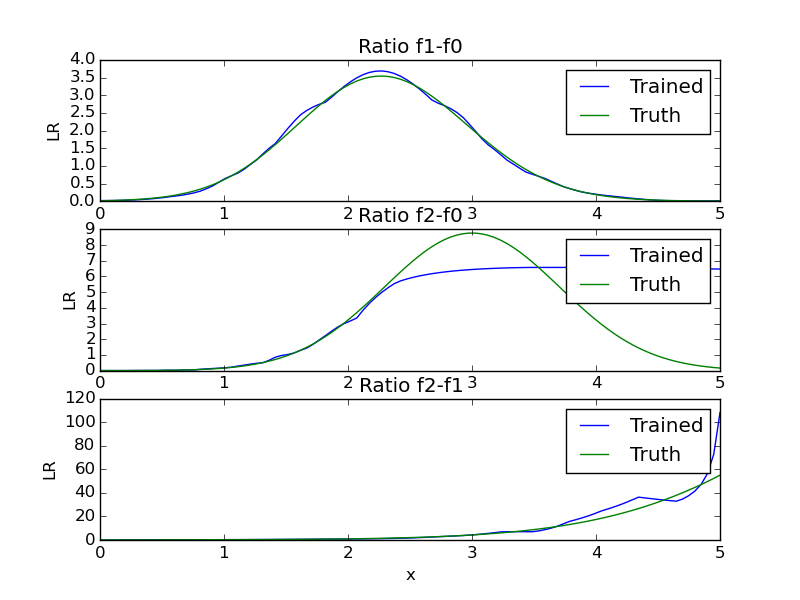 Ratio f1-f0
4.0
3.5
3.0
2.5
2.0
1.5
1.0
0.5
0.0
LR
Trained
Truth
0 1 2 3 4 5
Ratio f2-f0
9
8
7
6
5
4
3
2
1
0
LR
Trained
Truth
0 1 2 3 4 5
Ratio f2-f1
120
100
80
60
40
20
0
LR
Trained
Truth
0 1 2 3 4 5
x